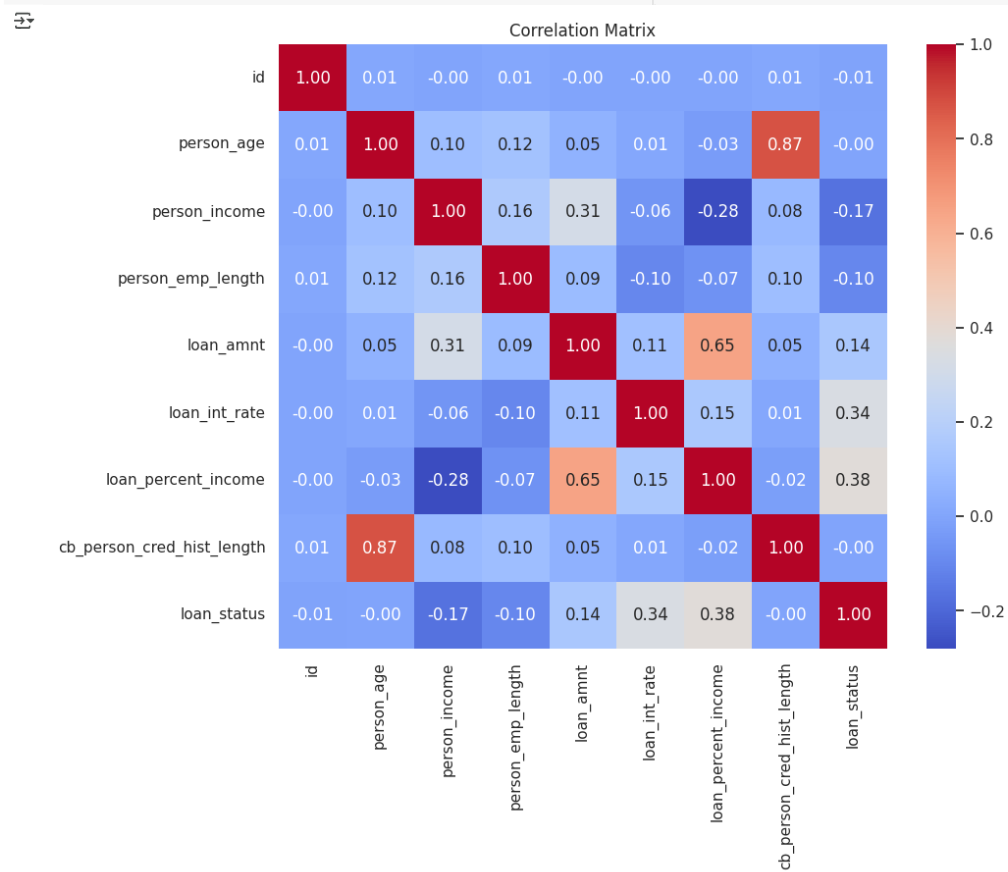 Correlation Matrix
id 1.00 0.01 -0.00 0.01 -0.00 -0.00 -0.00 0.01 -0.01
person_age 0.01 1.00 0.10 0.12 0.05 0.01 -0.03 0.87 -0.00
person_income -0.00 0.10 1.00 0.16 0.31 -0.06 -0.28 0.08 -0.17
person_emp_length 0.01 0.12 0.16 1.00 0.09 -0.10 -0.07 0.10 -0.10
loan_amnt -0.00 0.05 0.31 0.09 1.00 0.11 0.65 0.05 0.14
loan_int_rate -0.00 0.01 -0.06 -0.10 0.11 1.00 0.15 0.01 0.34
loan_percent_income -0.00 -0.03 -0.28 -0.07 0.65 0.15 1.00 -0.02 0.38
cb_person_cred_hist_length 0.01 0.87 0.08 0.10 0.05 0.01 -0.02 1.00 -0.00
loan_status -0.01 -0.00 -0.17 -0.10 0.14 0.34 0.38 -0.00 1.00
id
person_age
person_income
person_emp_length
loan_amnt
loan_int_rate
loan_percent_income
cb_person_cred_hist_length
loan_status
1.0
0.8
0.6
0.4
0.2
0.0
−0.2